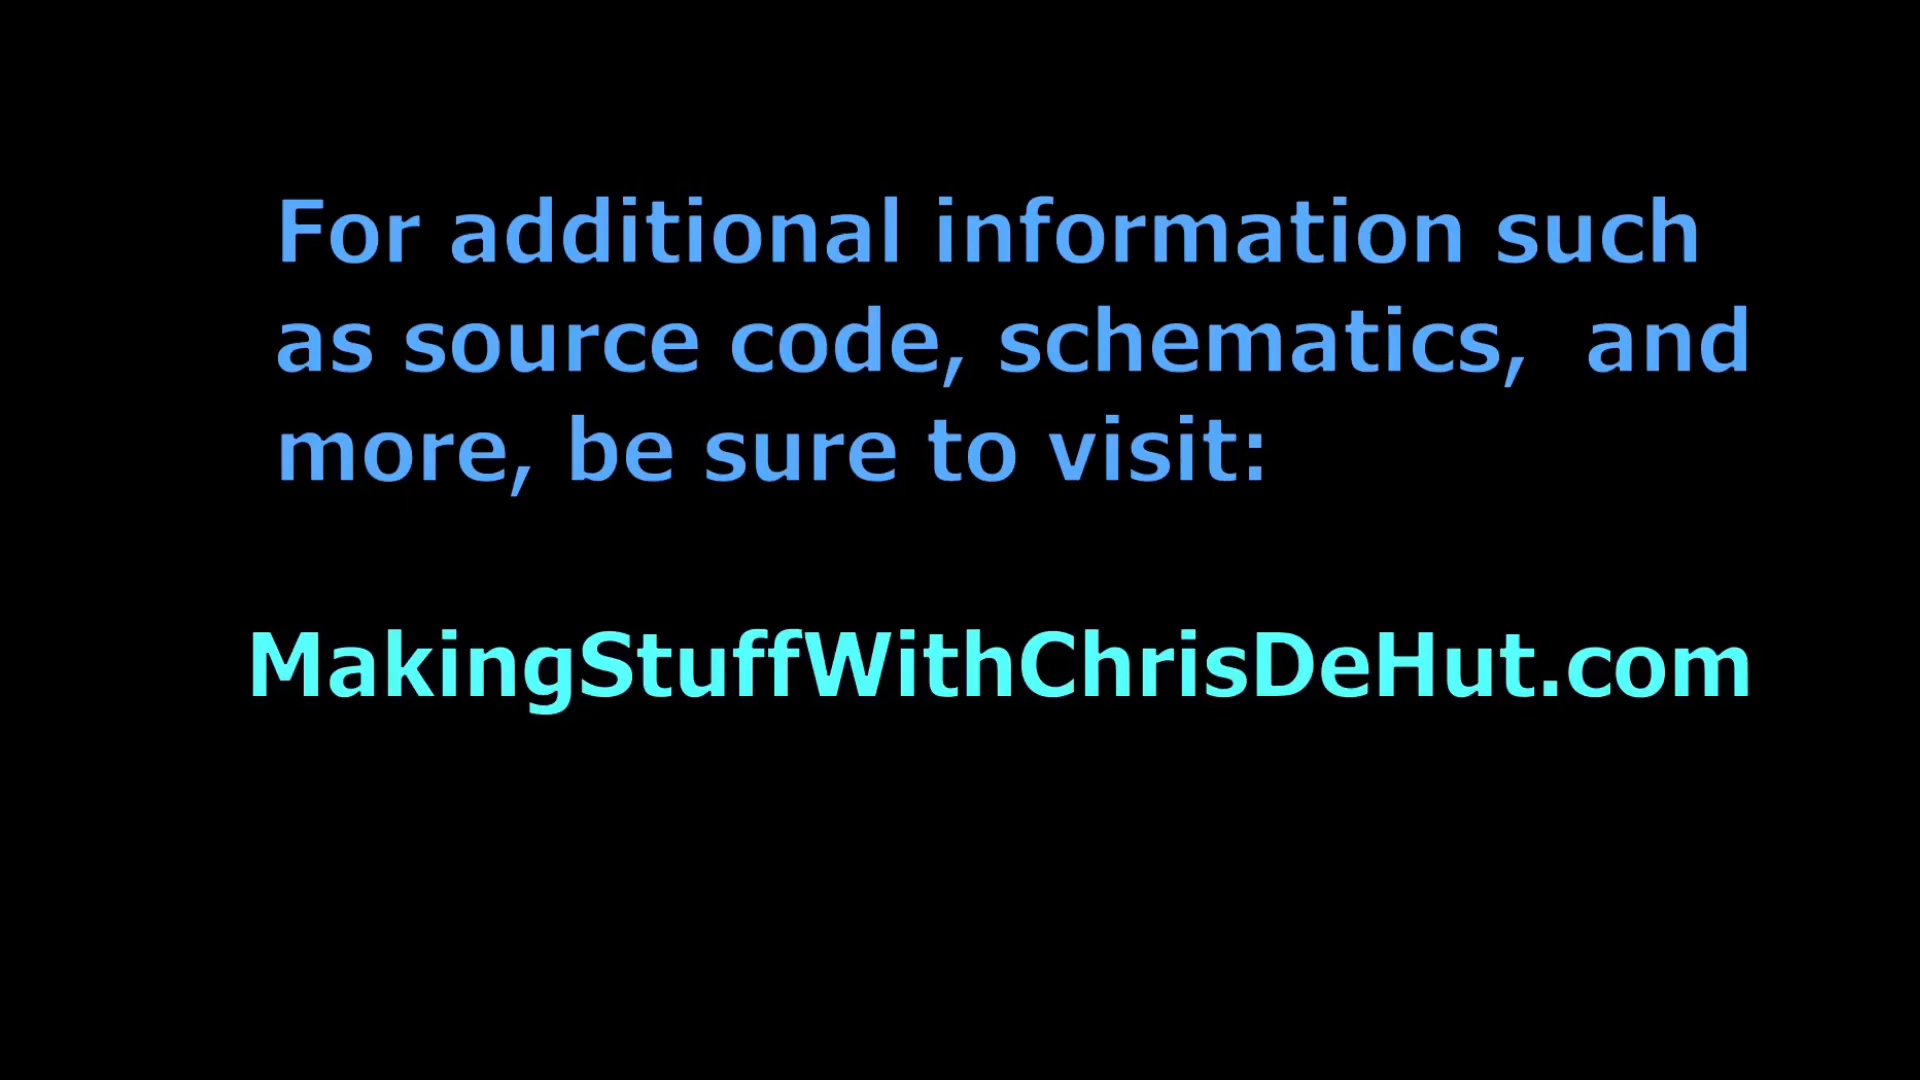 For additional information such
as source code, schematics,  and
more, be sure to visit:
MakingStuffWithChrisDeHut.com